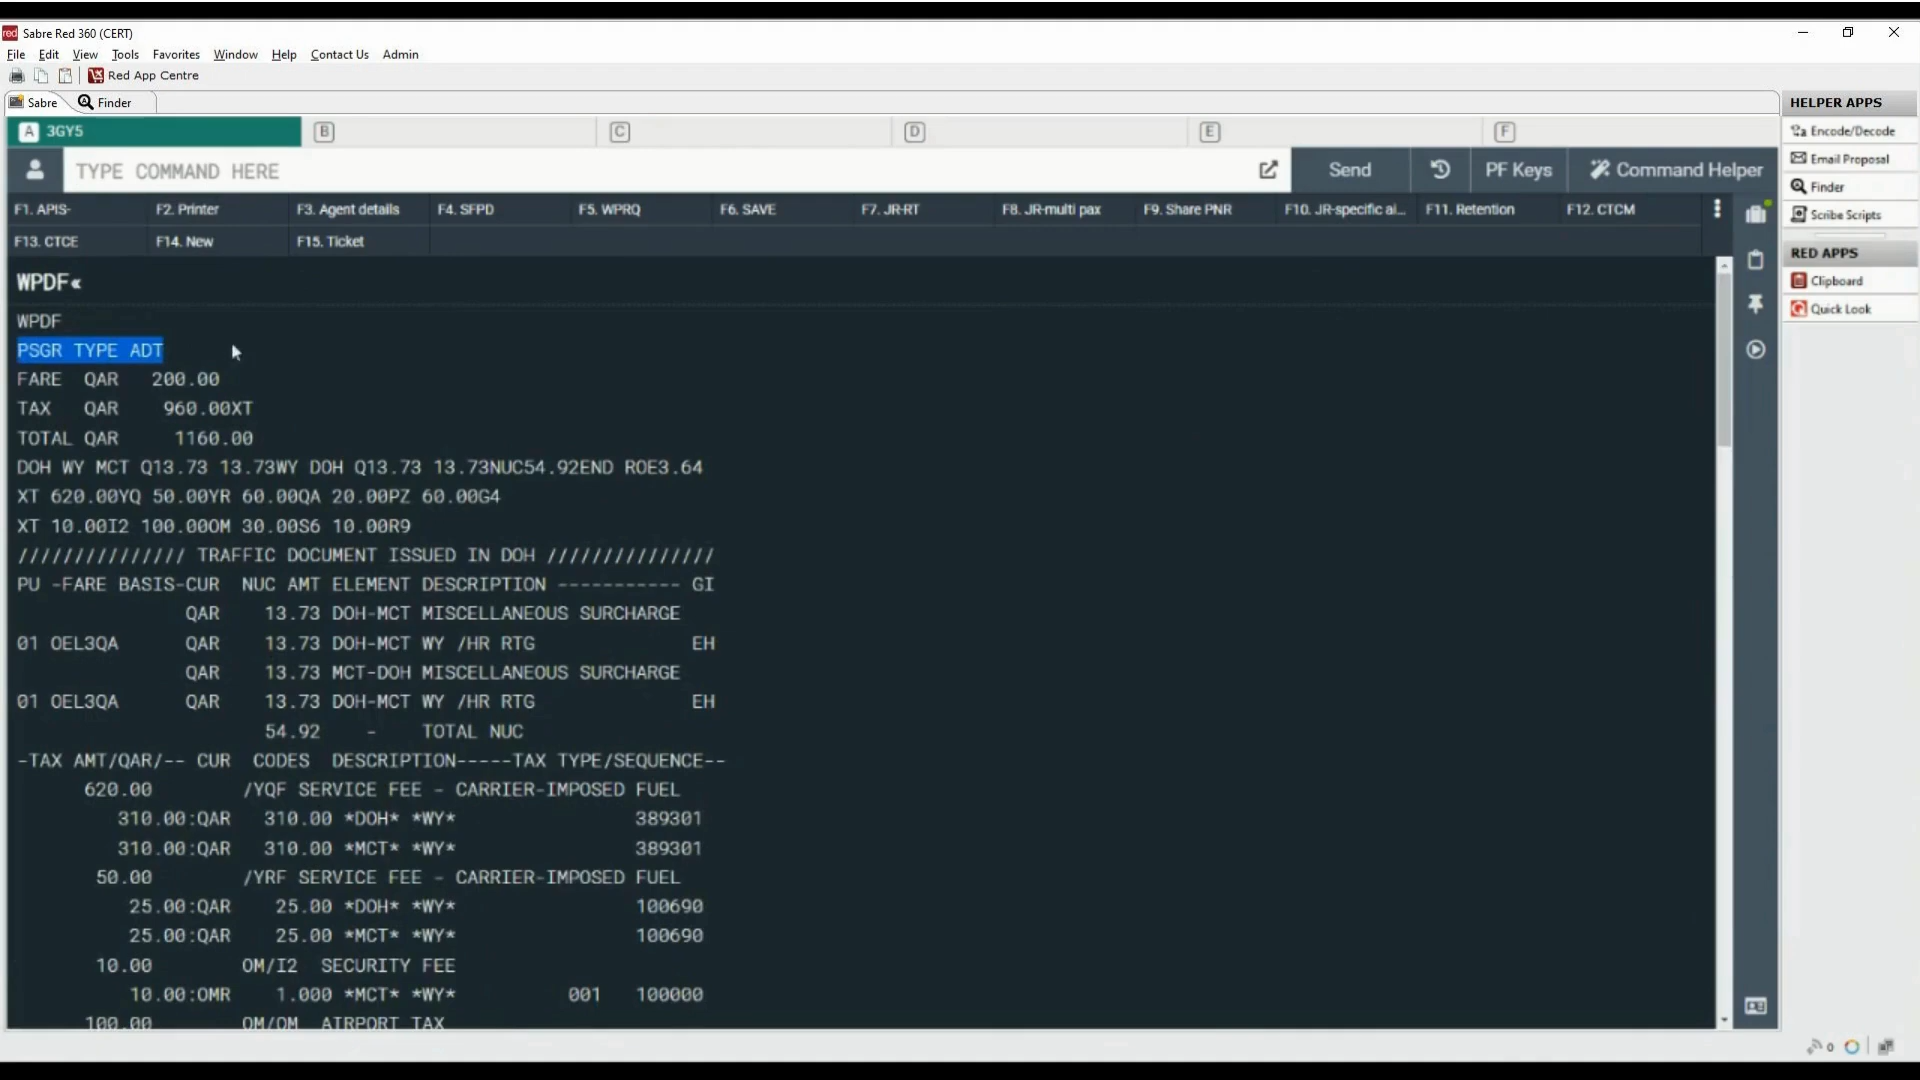 red Sabre Red 360 (CERT)
File Edit View Tools Favorites Window Help Contact Us Admin
Red App Centre
Sabre Finder
HELPER APPS
A 3GY5 B C D E F
Encode/Decode
TYPE COMMAND HERE Send PF Keys Command Helper
Email Proposal
Finder
F1. APIS- F2. Printer F3. Agent details F4. SFPD F5. WPRQ F6. SAVE F7. JR-RT F8. JR-multi pax F9. Share PNR F10. JR-specific ai... F11. Retention F12. CTCM
Scribe Scripts
F13. CTCE F14. New F15. Ticket
RED APPS
Clipboard
Quick Look
WPDF«
WPDF
PSGR TYPE ADT
FARE QAR 200.00
TAX QAR 960.00XT
TOTAL QAR 1160.00
DOH WY MCT Q13.73 13.73WY DOH Q13.73 13.73NUC54.92END ROE3.64
XT 620.00YQ 50.00YR 60.00QA 20.00PZ 60.00G4
XT 10.00I2 100.00OM 30.00S6 10.00R9
/////////////// TRAFFIC DOCUMENT ISSUED IN DOH ///////////////
PU -FARE BASIS-CUR NUC AMT ELEMENT DESCRIPTION ----------- GI
QAR 13.73 DOH-MCT MISCELLANEOUS SURCHARGE
01 OEL3QA QAR 13.73 DOH-MCT WY /HR RTG EH
QAR 13.73 MCT-DOH MISCELLANEOUS SURCHARGE
01 OEL3QA QAR 13.73 DOH-MCT WY /HR RTG EH
54.92 - TOTAL NUC
-TAX AMT/QAR/-- CUR CODES DESCRIPTION-----TAX TYPE/SEQUENCE--
620.00 /YQF SERVICE FEE - CARRIER-IMPOSED FUEL
310.00:QAR 310.00 *DOH* *WY* 389301
310.00:QAR 310.00 *MCT* *WY* 389301
50.00 /YRF SERVICE FEE - CARRIER-IMPOSED FUEL
25.00:QAR 25.00 *DOH* *WY* 100690
25.00:QAR 25.00 *MCT* *WY* 100690
10.00 OM/I2 SECURITY FEE
10.00:OMR 1.000 *MCT* *WY* 001 100000
100.00 OM/OM AIRPORT TAX
0